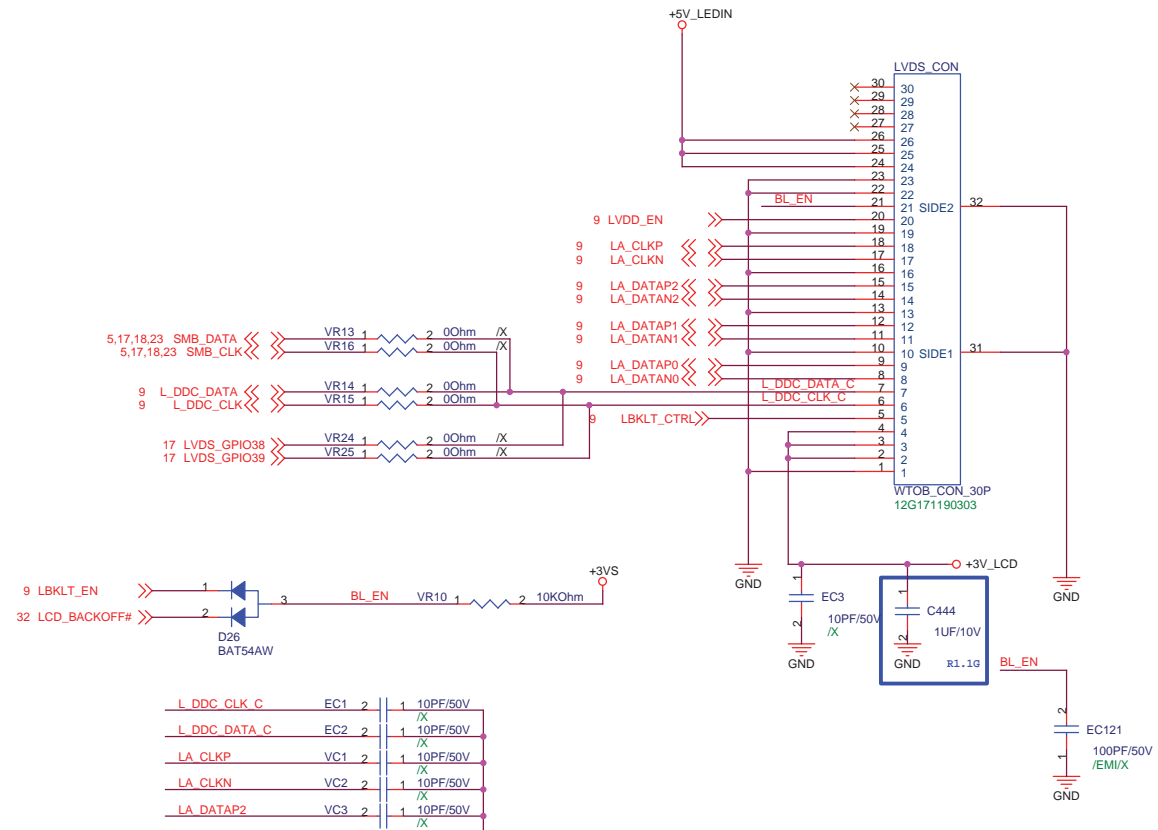 +5V_LEDIN
LVDS_CON
30 30
29 29
28 28
27 27
26 26
25 25
24 24
23 23
22 22
BL_EN 21 21 SIDE2 32
9 LVDD_EN 20 20
19 19
9 LA_CLKP 18 18
9 LA_CLKN 17 17
16 16
9 LA_DATAP2 15 15
9 LA_DATAN2 14 14
13 13
9 LA_DATAP1 12 12
9 LA_DATAN1 11 11
10 10 SIDE1 31
9 LA_DATAP0 9 9
9 LA_DATAN0 8 8
L_DDC_DATA_C 7 7
L_DDC_CLK_C 6 6
9 LBKLT_CTRL 5 5
4 4
3 3
2 2
1 1
WTOB_CON_30P
12G171190303
5,17,18,23 SMB_DATA VR13 1 2 0Ohm /X
5,17,18,23 SMB_CLK VR16 1 2 0Ohm /X
9 L_DDC_DATA VR14 1 2 0Ohm
9 L_DDC_CLK VR15 1 2 0Ohm
17 LVDS_GPIO38 VR24 1 2 0Ohm /X
17 LVDS_GPIO39 VR25 1 2 0Ohm /X
GND
+3V_LCD
GND
+3VS
9 LBKLT_EN 1
3 BL_EN VR10 1 2 10KOhm
32 LCD_BACKOFF# 2
D26
BAT54AW
1 EC3
10PF/50V
/X
2
GND
1 C444
1UF/10V
2
GND
R1.1G
BL_EN
2
EC121
100PF/50V
/EMI/X
1
GND
L_DDC_CLK_C EC1 2 1 10PF/50V
/X
L_DDC_DATA_C EC2 2 1 10PF/50V
/X
LA_CLKP VC1 2 1 10PF/50V
/X
LA_CLKN VC2 2 1 10PF/50V
/X
LA_DATAP2 VC3 2 1 10PF/50V
/X